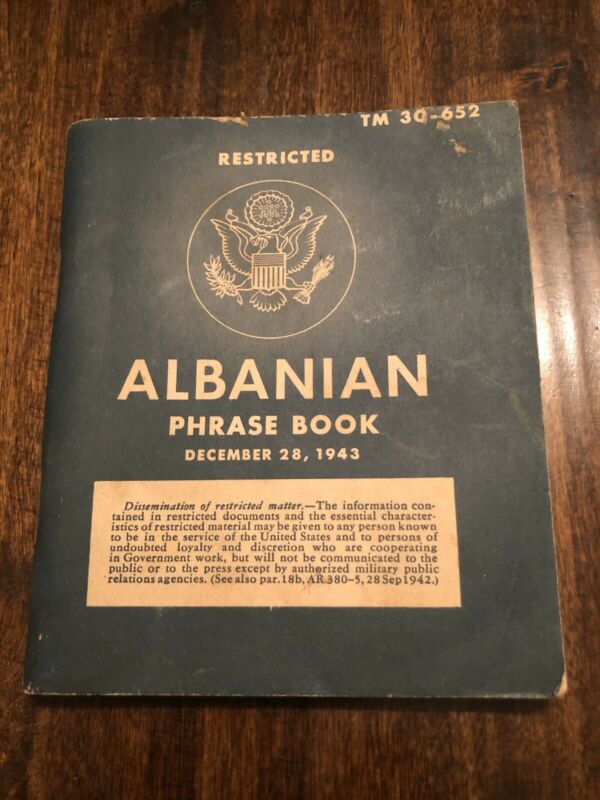 TM 30-652
RESTRICTED
ALBANIAN
PHRASE BOOK
DECEMBER 28, 1943
Dissemination of restricted matter.—The information con-
tained in restricted documents and the essential character-
istics of restricted material may be given to any person known
to be in the service of the United States and to persons of
undoubted loyalty and discretion who are cooperating
in Government work, but will not be communicated to the
public or to the press except by authorized military public
relations agencies. (See also par. 18b, AR 380-5, 28 Sep 1942.)